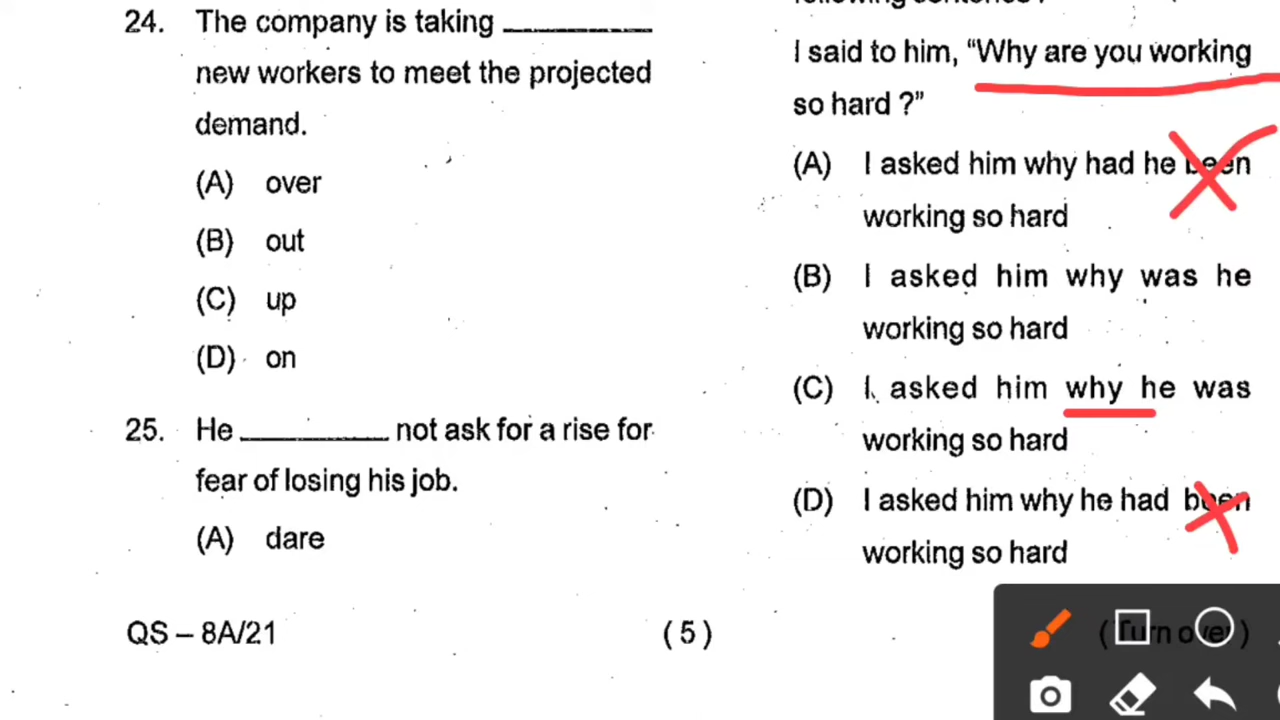 24. The company is taking ________
new workers to meet the projected
demand.
(A) over
(B) out
(C) up
(D) on
25. He ________ not ask for a rise for
fear of losing his job.
(A) dare
QS – 8A/21
(5)
I said to him, “Why are you working
so hard ?”
(A) I asked him why had he been
working so hard
(B) I asked him why was he
working so hard
(C) I asked him why he was
working so hard
(D) I asked him why he had been
working so hard
(Turn over)